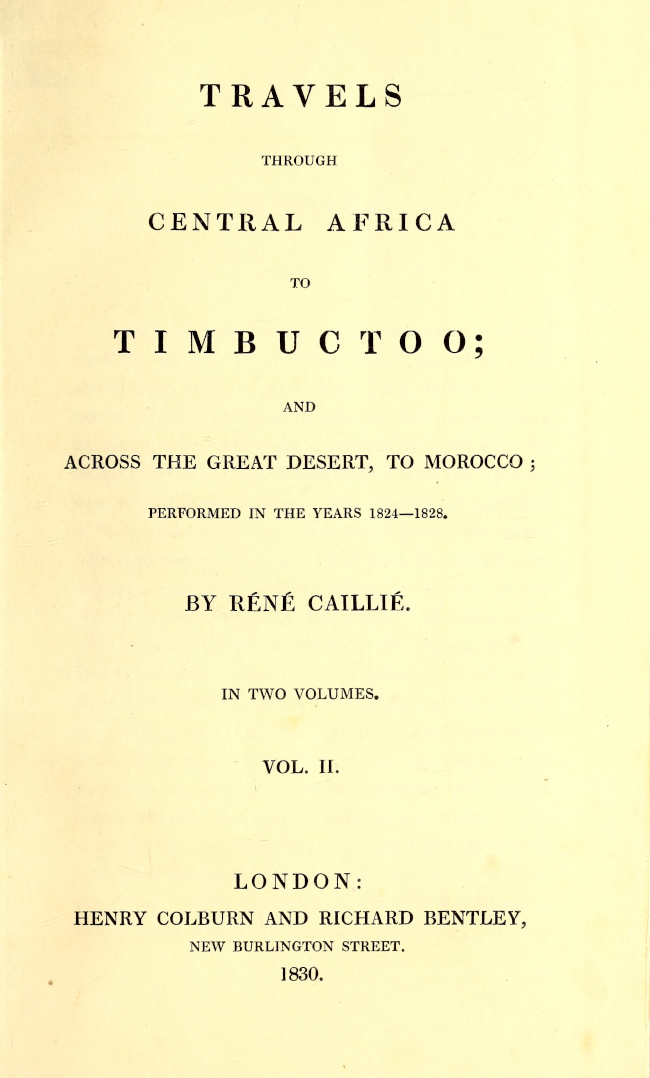 TRAVELS
THROUGH
CENTRAL AFRICA
TO
TIMBUCTOO;
AND
ACROSS THE GREAT DESERT, TO MOROCCO;
PERFORMED IN THE YEARS 1824—1828.
BY RÉNÉ CAILLIÉ.
IN TWO VOLUMES.
VOL. II.
LONDON:
HENRY COLBURN AND RICHARD BENTLEY,
NEW BURLINGTON STREET.
1830.